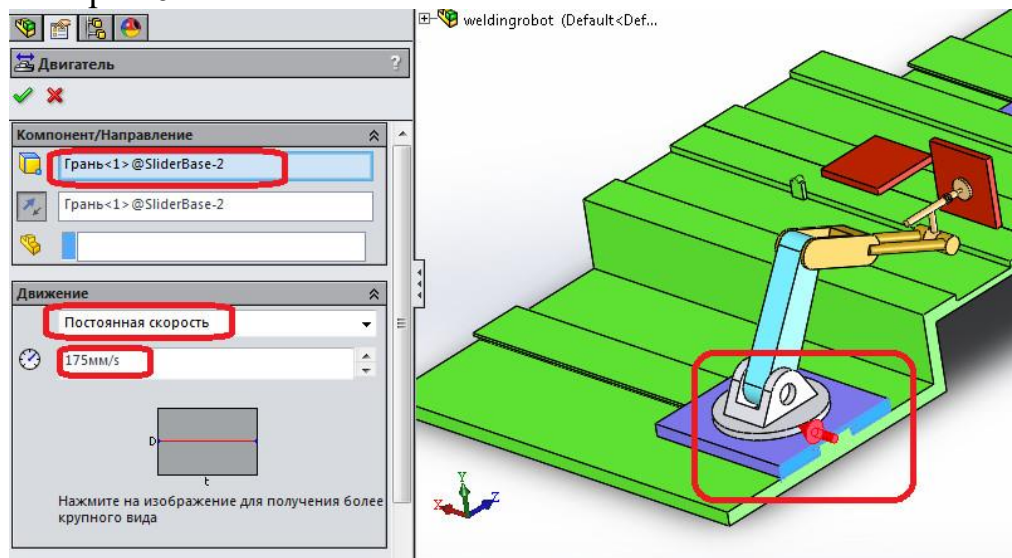 weldingrobot (Default<Def...
Двигатель
?
Компонент/Направление
Грань<1>@SliderBase-2
Грань<1>@SliderBase-2
Движение
Постоянная скорость
175мм/s
D
t
Нажмите на изображение для получения более
крупного вида
Y
X
Z